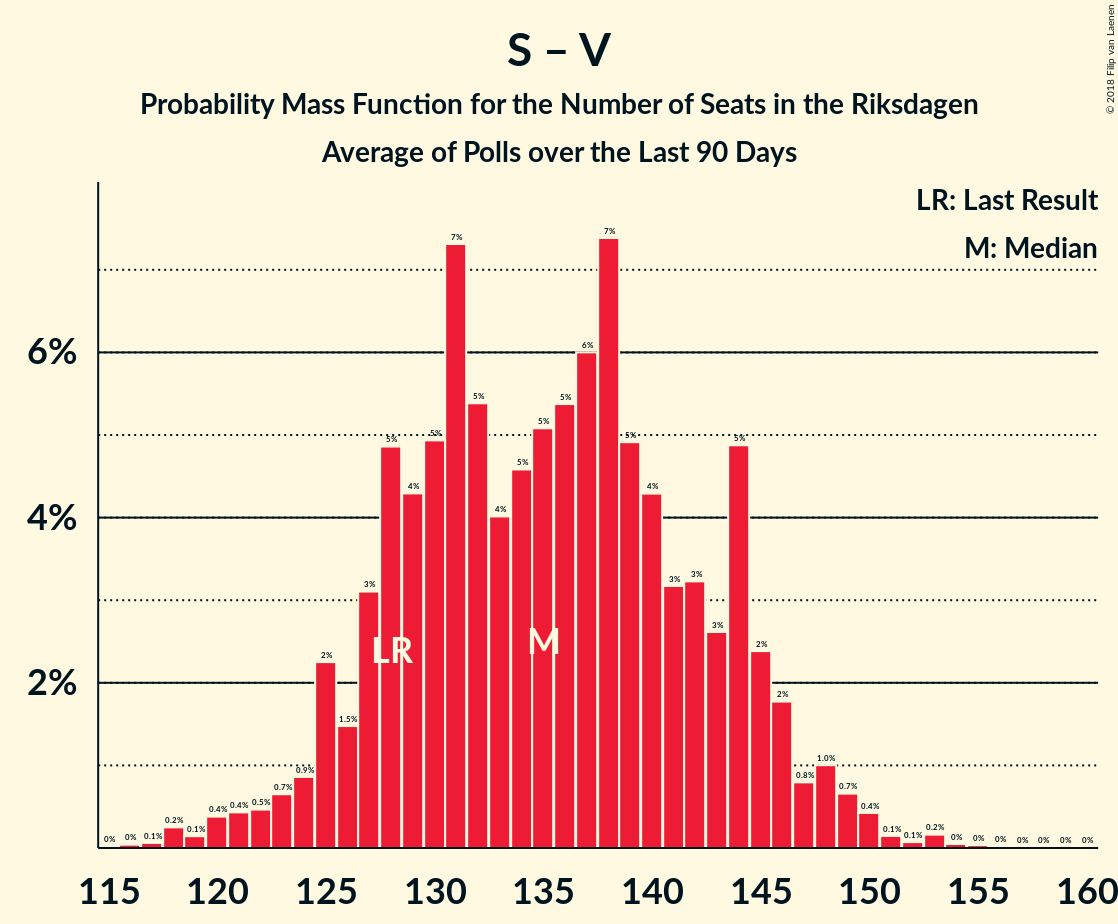 S – V
Probability Mass Function for the Number of Seats in the Riksdagen
Average of Polls over the Last 90 Days
© 2018 Filip van Laenen
LR: Last Result
M: Median
6%
4%
2%
0% 0% 0.1% 0.2% 0.1% 0.4% 0.4% 0.5% 0.7% 0.9% 2% 1.5% 3% 5% 4% 5% 7% 5% 4% 5% 5% 5% 6% 7% 5% 4% 3% 3% 3% 5% 2% 2% 0.8% 1.0% 0.7% 0.4% 0.1% 0.1% 0.2% 0% 0% 0% 0% 0% 0% 0%
LR M
115 120 125 130 135 140 145 150 155 160